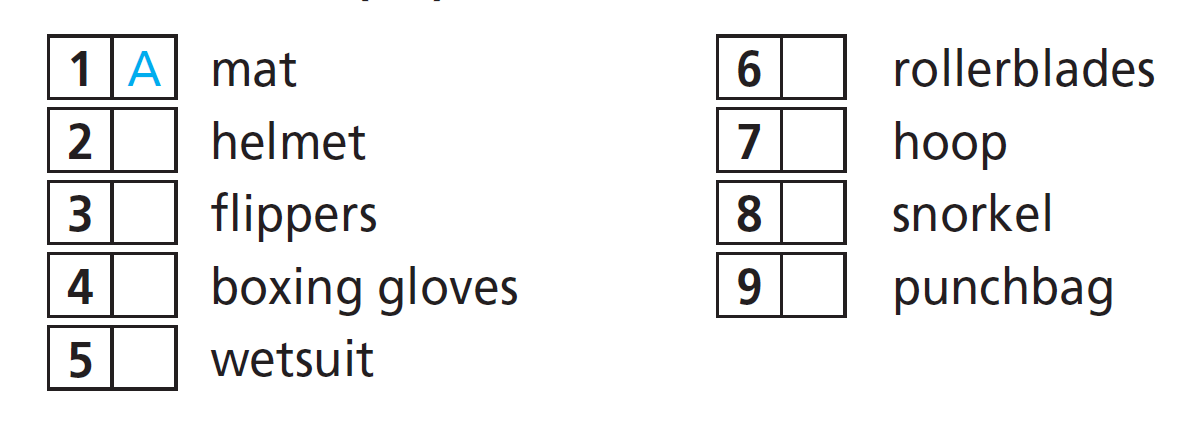 1 A mat
2 helmet
3 flippers
4 boxing gloves
5 wetsuit
6 rollerblades
7 hoop
8 snorkel
9 punchbag